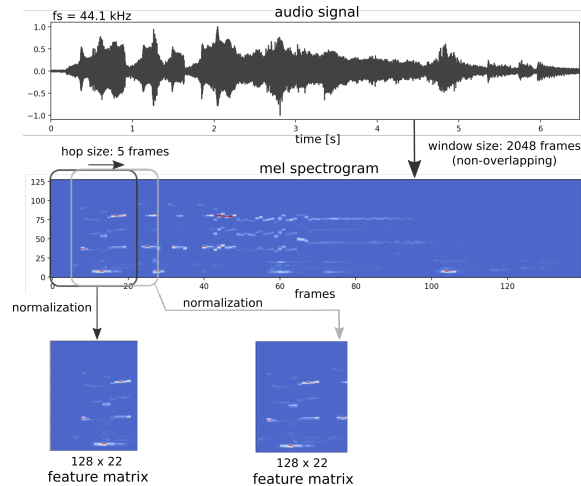 audio signal
fs = 44.1 kHz
1.0
0.5
0.0
−0.5
−1.0
0 1 2 3 4 5 6
time [s]
hop size: 5 frames
window size: 2048 frames
(non-overlapping)
mel spectrogram
125
100
75
50
25
0
0 20 40 60 80 100 120
frames
normalization
normalization
128 x 22
feature matrix
128 x 22
feature matrix